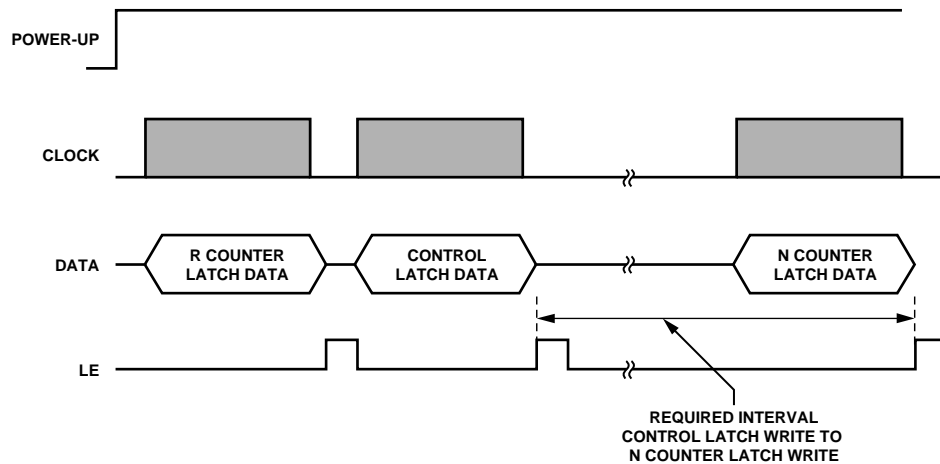 POWER-UP
CLOCK
DATA
R COUNTER
LATCH DATA
CONTROL
LATCH DATA
N COUNTER
LATCH DATA
LE
REQUIRED INTERVAL
CONTROL LATCH WRITE TO
N COUNTER LATCH WRITE